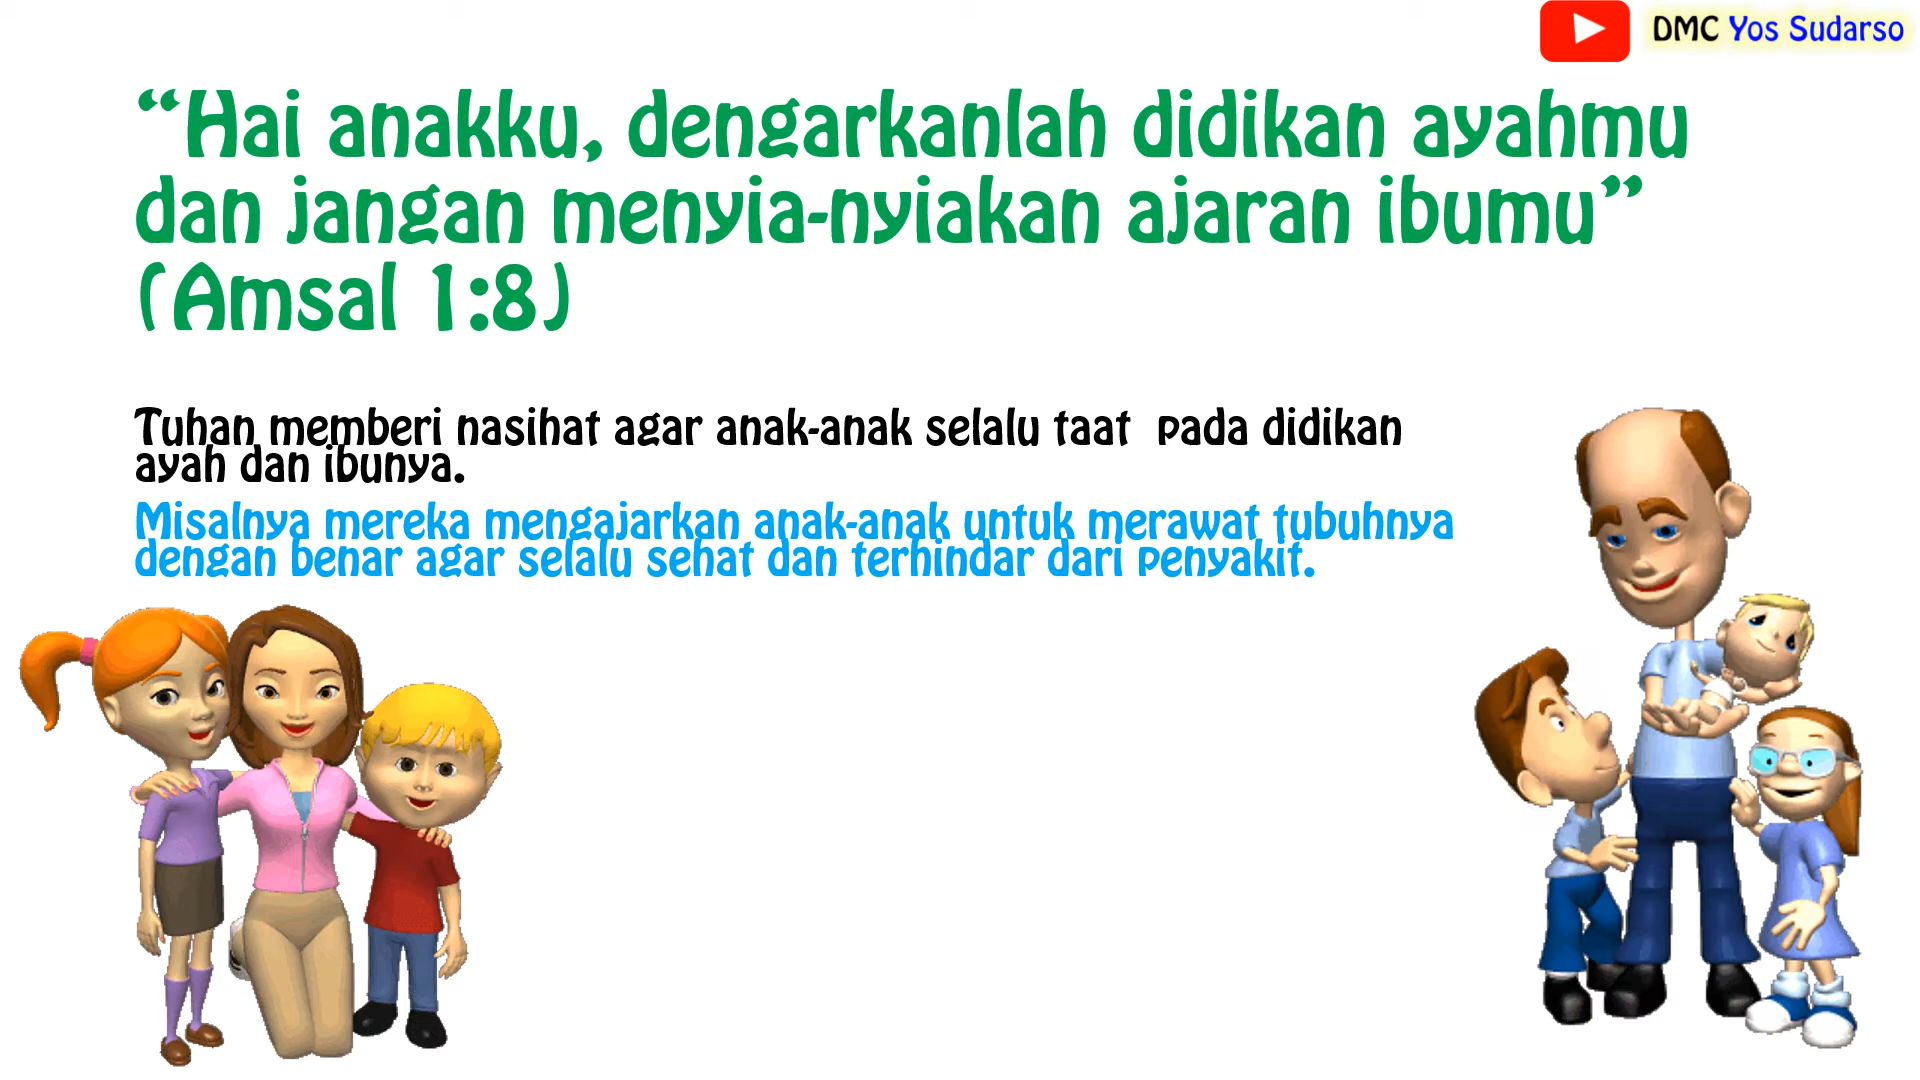 DMC Yos Sudarso
“Hai anakku, dengarkanlah didikan ayahmu
dan jangan menyia-nyiakan ajaran ibumu”
(Amsal 1:8)
Tuhan memberi nasihat agar anak-anak selalu taat pada didikan
ayah dan ibunya.
Misalnya mereka mengajarkan anak-anak untuk merawat tubuhnya
dengan benar agar selalu sehat dan terhindar dari penyakit.